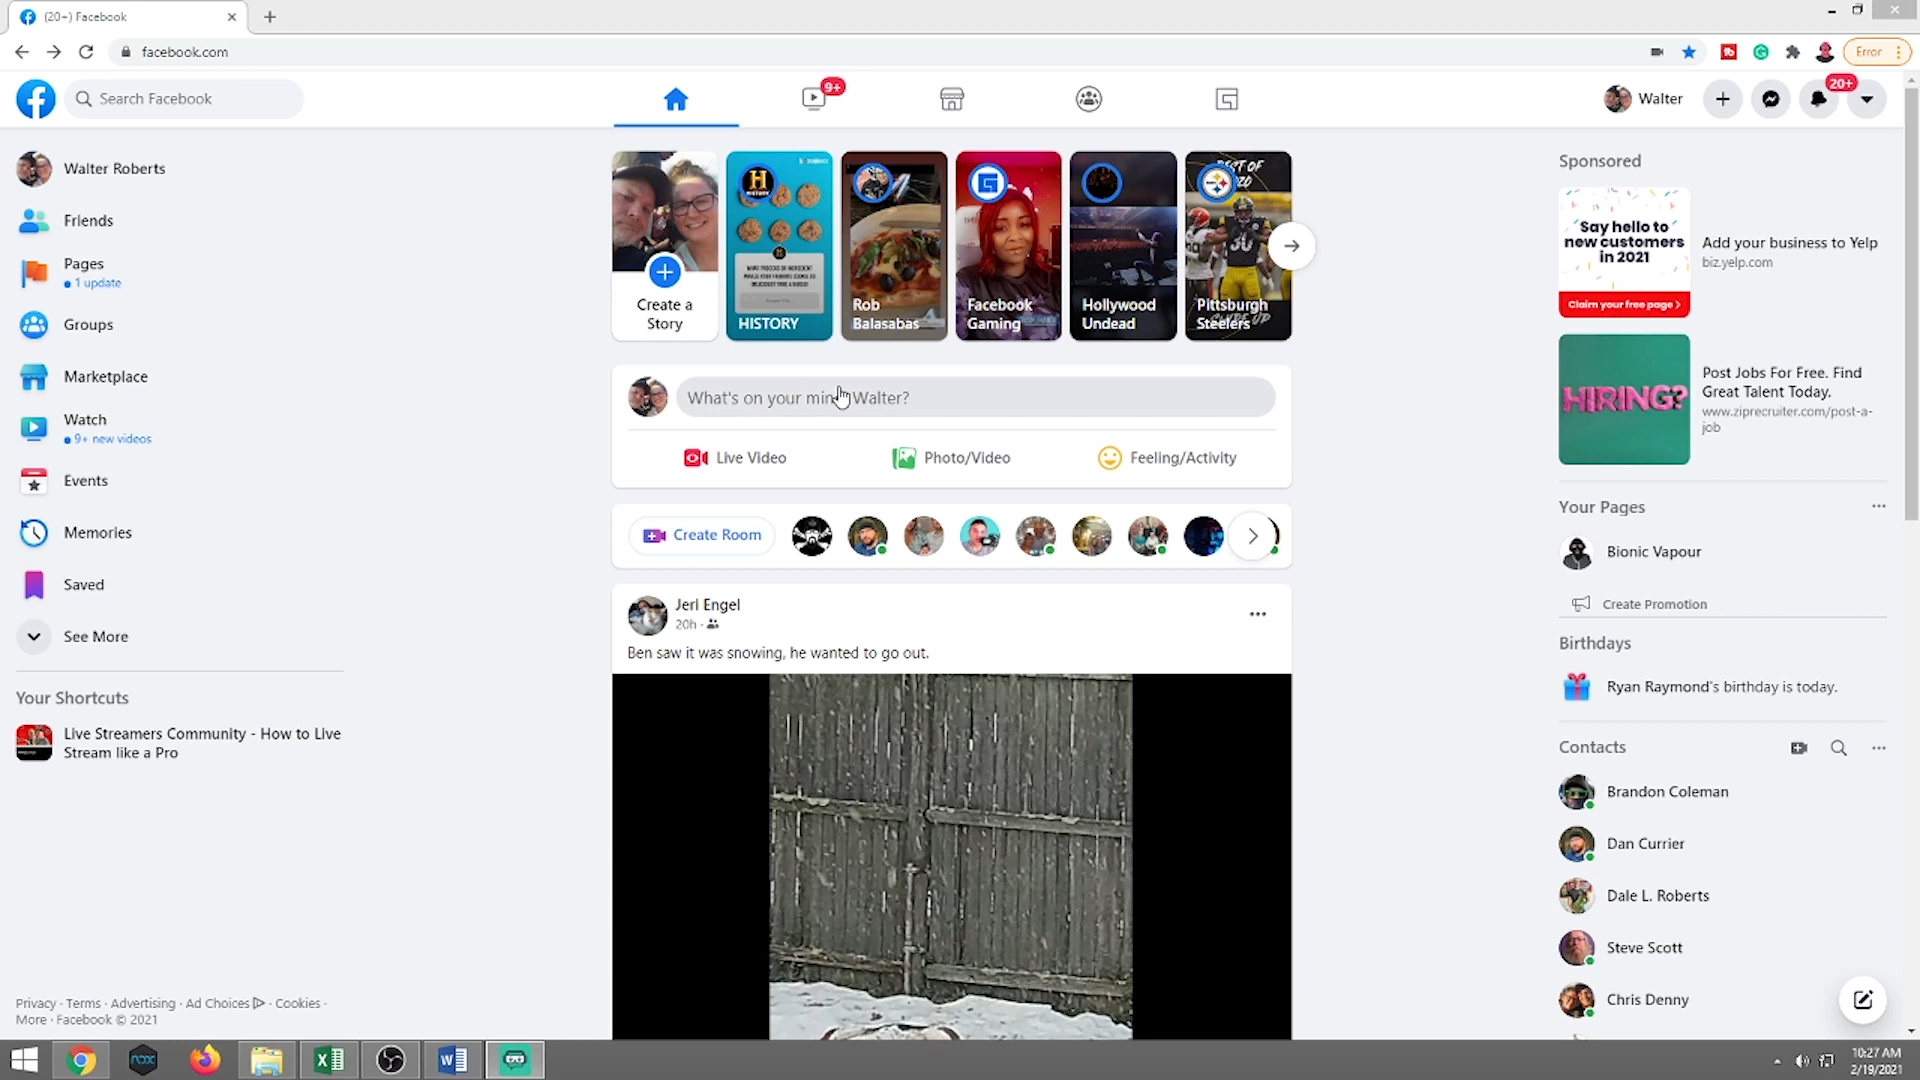 (20+) Facebook
facebook.com
Error
Search Facebook
9+
Walter
20+
Walter Roberts
Friends
Pages
1 update
Groups
Marketplace
Watch
9+ new videos
Events
Memories
Saved
See More
Your Shortcuts
Live Streamers Community - How to Live
Stream like a Pro
Privacy · Terms · Advertising · Ad Choices · Cookies ·
More · Facebook © 2021
Create a
Story
H
HISTORY
HISTORY
Rob
Balasabas
Facebook
Gaming
Hollywood
Undead
BEST OF
Pittsburgh
Steelers
30
What's on your mind, Walter?
Live Video
Photo/Video
Feeling/Activity
Create Room
Jeri Engel
20h ·
Ben saw it was snowing, he wanted to go out.
Sponsored
Say hello to
new customers
in 2021
Claim your free page >
Add your business to Yelp
biz.yelp.com
HIRING?
Post Jobs For Free. Find
Great Talent Today.
www.ziprecruiter.com/post-a-
job
Your Pages
Bionic Vapour
Create Promotion
Birthdays
Ryan Raymond's birthday is today.
Contacts
Brandon Coleman
Dan Currier
Dale L. Roberts
Steve Scott
Chris Denny
nox
10:27 AM
2/19/2021